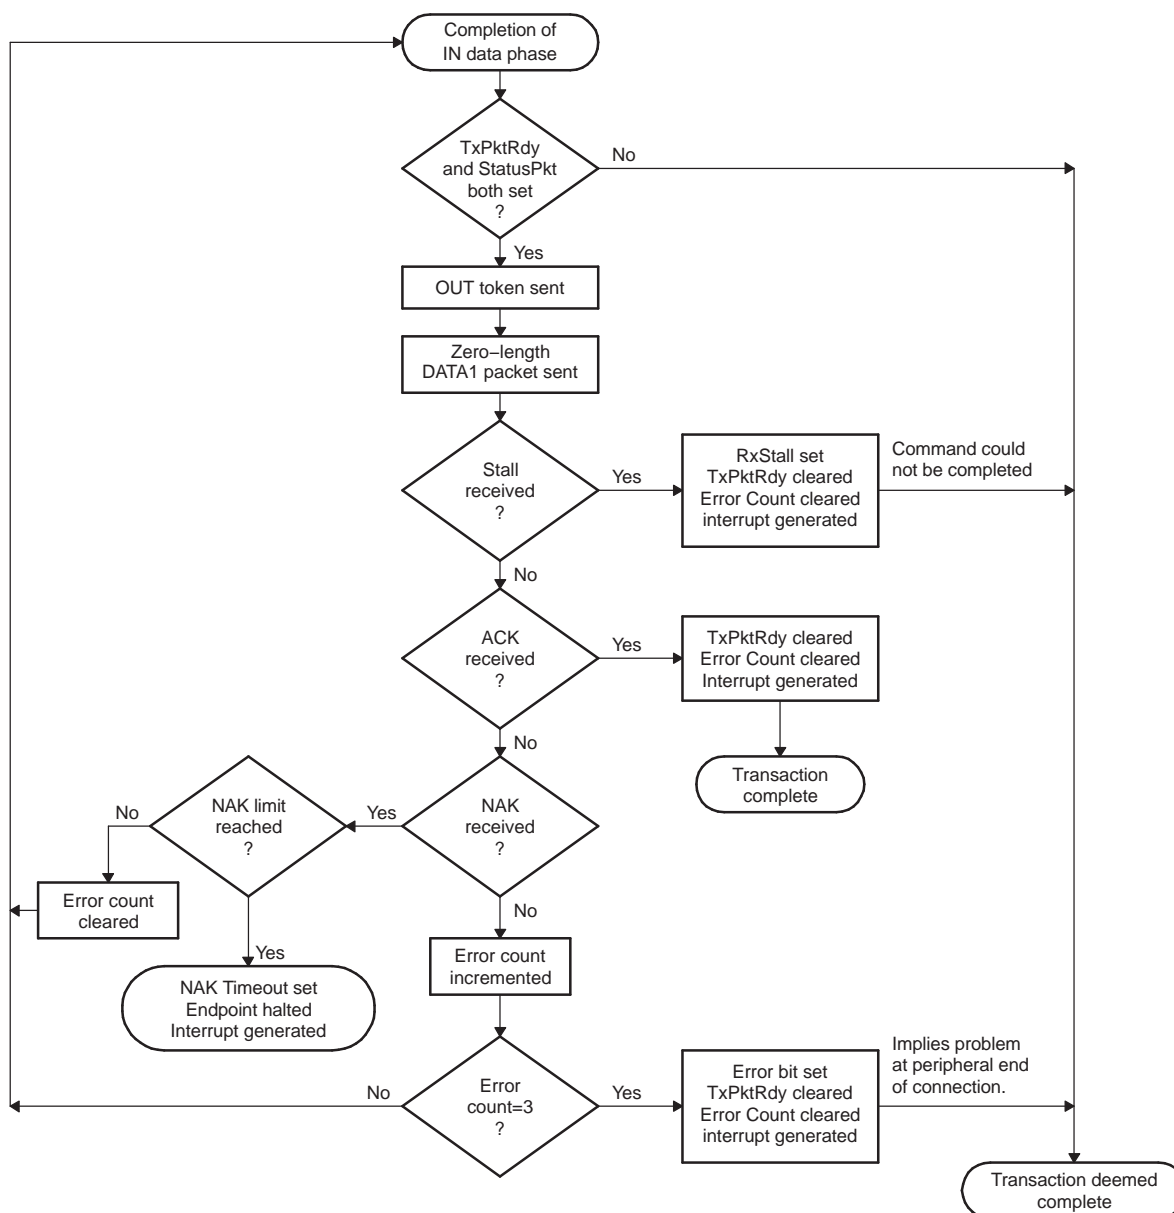 Completion of
IN data phase
TxPktRdy
and StatusPkt
both set
?
No
Yes
OUT token sent
Zero–length
DATA1 packet sent
Stall
received
?
Yes
RxStall set
TxPktRdy cleared
Error Count cleared
interrupt generated
Command could
not be completed
No
ACK
received
?
Yes
TxPktRdy cleared
Error Count cleared
Interrupt generated
No
Transaction
complete
NAK
received
?
Yes
NAK limit
reached
?
No
Error count
cleared
Yes
NAK Timeout set
Endpoint halted
Interrupt generated
No
Error count
incremented
Error
count=3
?
No
Yes
Error bit set
TxPktRdy cleared
Error Count cleared
interrupt generated
Implies problem
at peripheral end
of connection.
Transaction deemed
complete